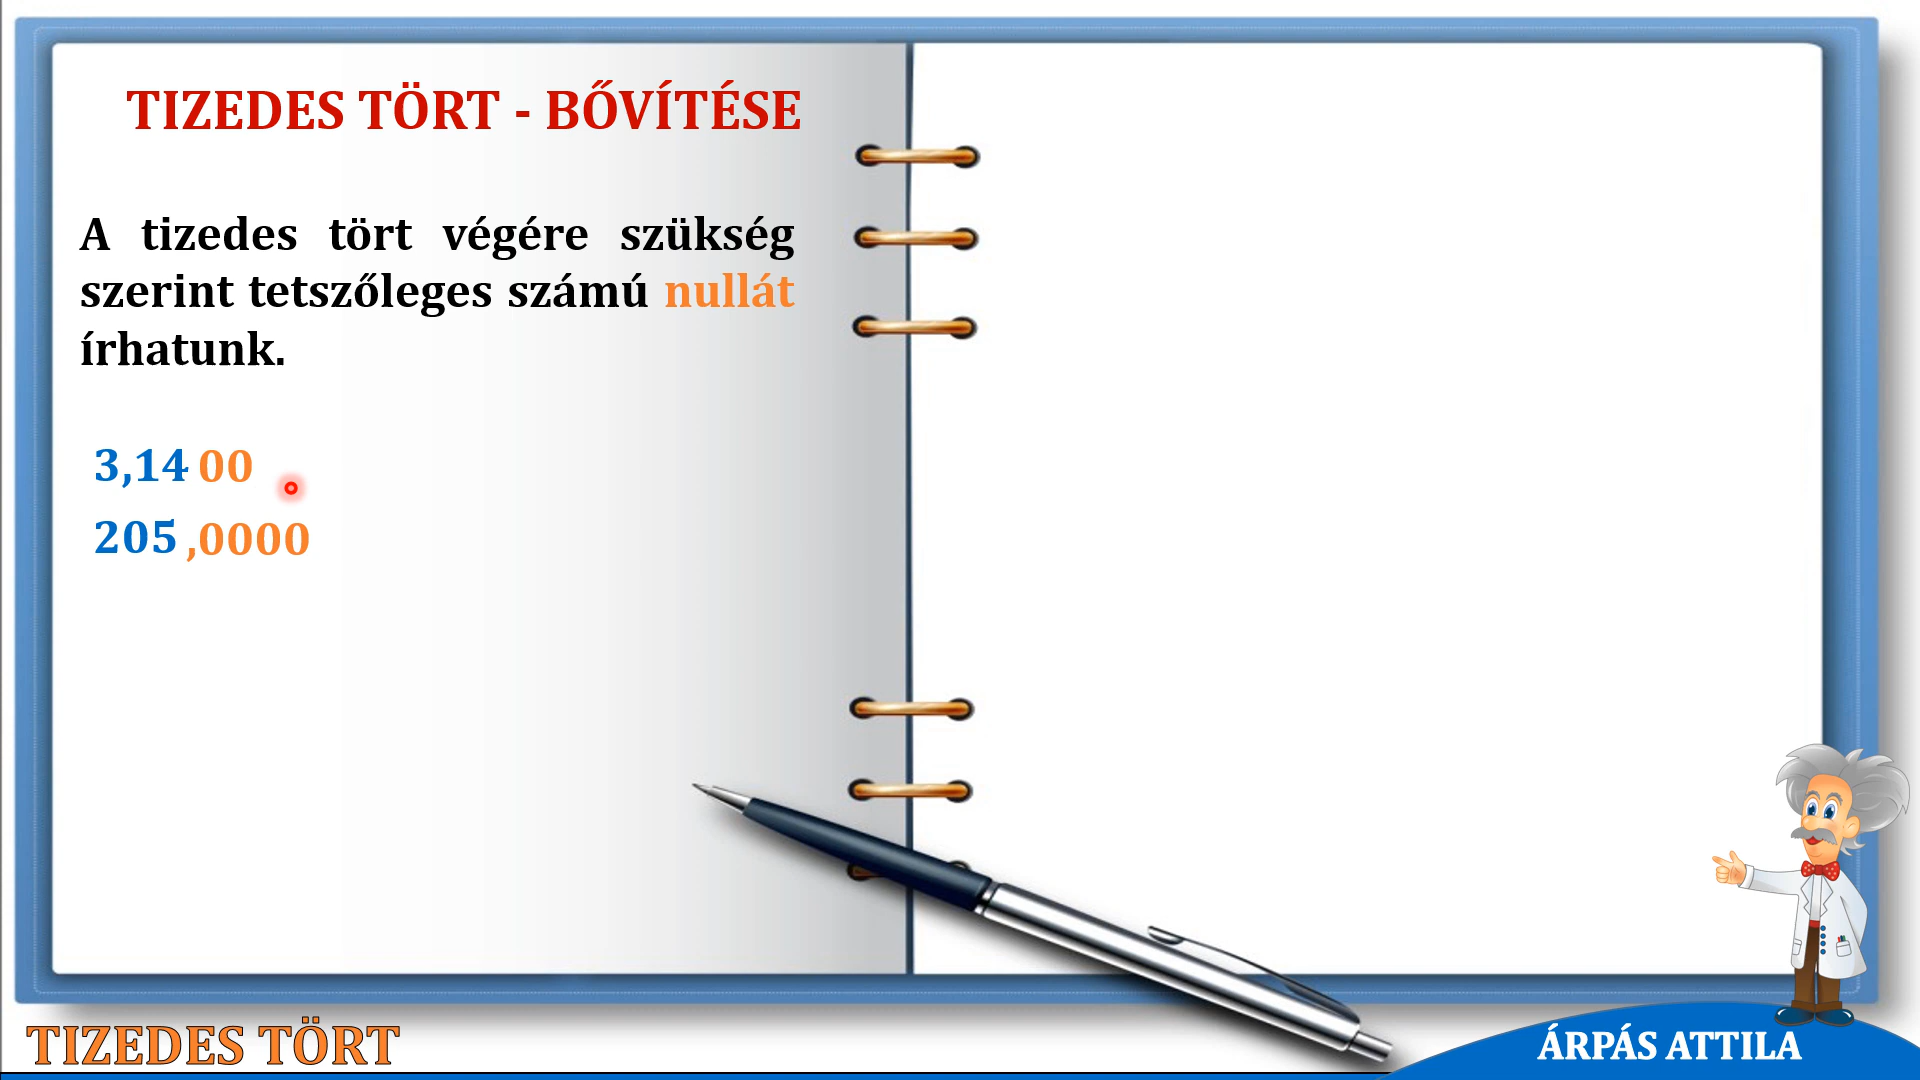 TIZEDES TÖRT - BŐVÍTÉSE
A tizedes tört végére szükség
szerint tetszőleges számú nullát
írhatunk.
3,14 00
205 ,0000
TIZEDES TÖRT
ÁRPÁS ATTILA